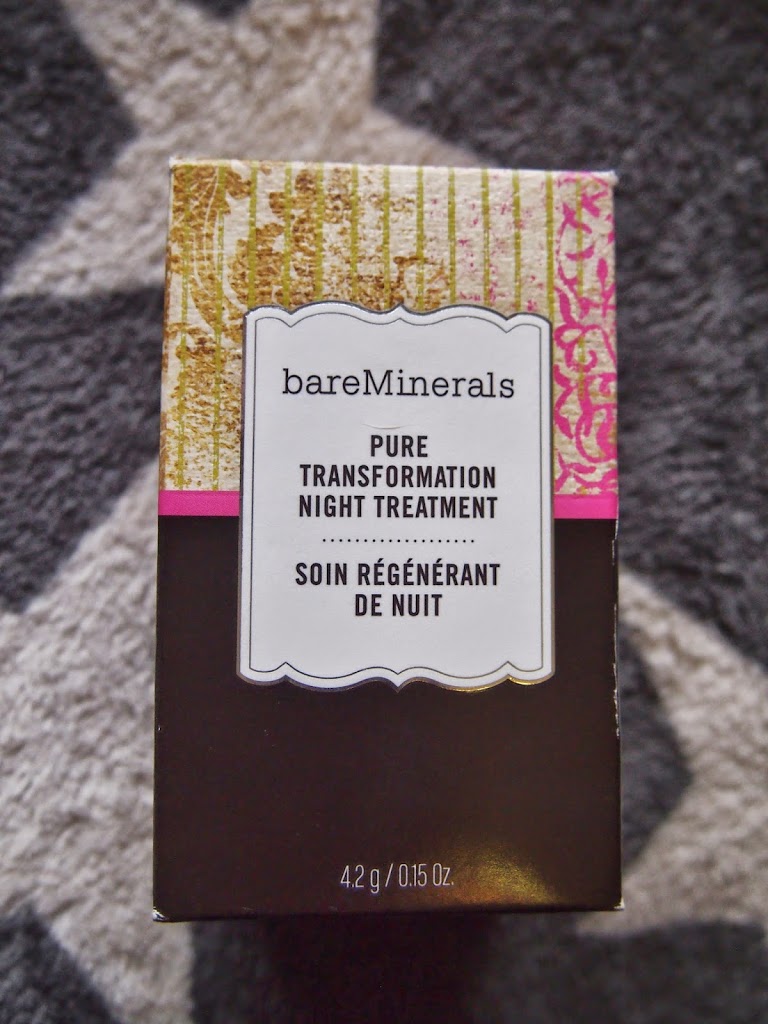 bareMinerals
PURE
TRANSFORMATION
NIGHT TREATMENT
SOIN RÉGÉNÉRANT
DE NUIT
4.2 g / 0.15 Oz.